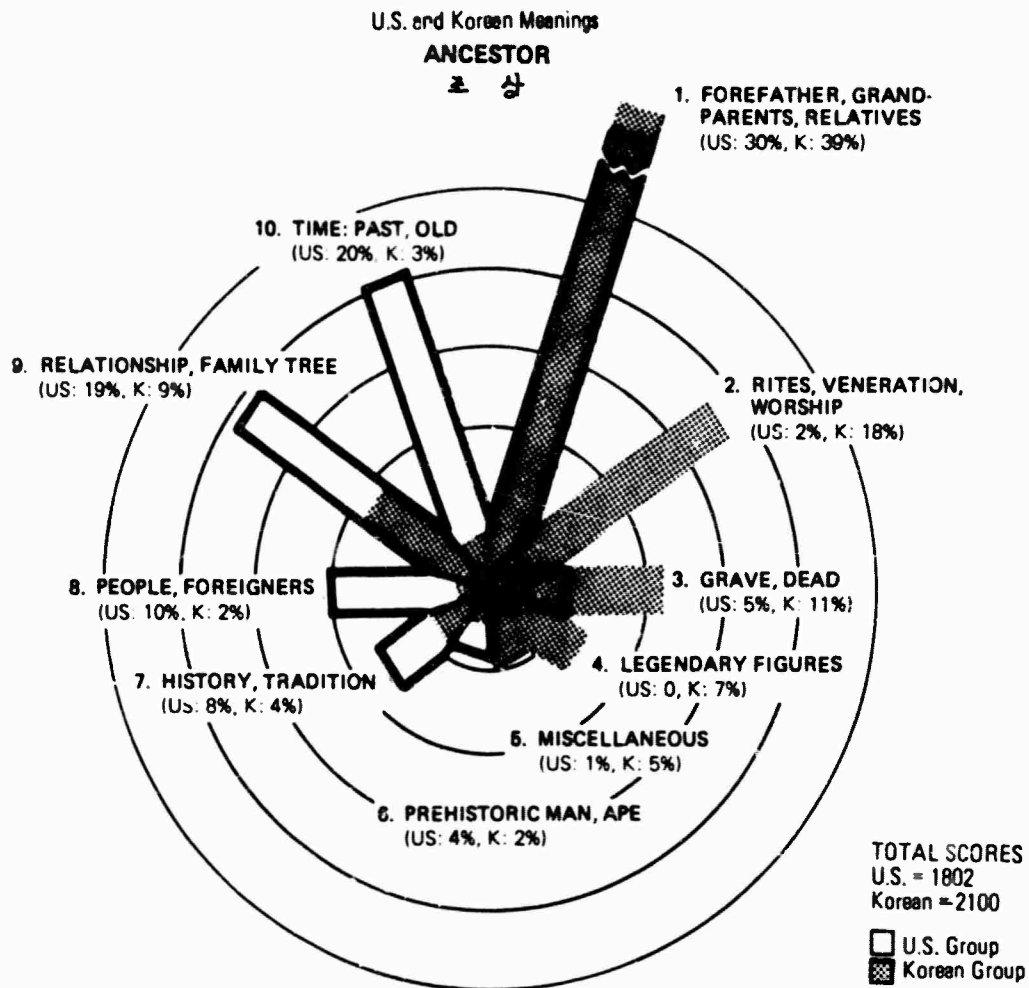 U.S. and Korean Meanings
ANCESTOR
조 상
1. FOREFATHER, GRAND-
PARENTS, RELATIVES
(US: 30%, K: 39%)
10. TIME: PAST, OLD
(US: 20%, K: 3%)
9. RELATIONSHIP, FAMILY TREE
(US: 19%, K: 9%)
2. RITES, VENERATION,
WORSHIP
(US: 2%, K: 18%)
8. PEOPLE, FOREIGNERS
(US: 10%, K: 2%)
3. GRAVE, DEAD
(US: 5%, K: 11%)
4. LEGENDARY FIGURES
(US: 0, K: 7%)
7. HISTORY, TRADITION
(US: 8%, K: 4%)
5. MISCELLANEOUS
(US: 1%, K: 5%)
6. PREHISTORIC MAN, APE
(US: 4%, K: 2%)
TOTAL SCORES
U.S. = 1802
Korean = 2100
U.S. Group
Korean Group